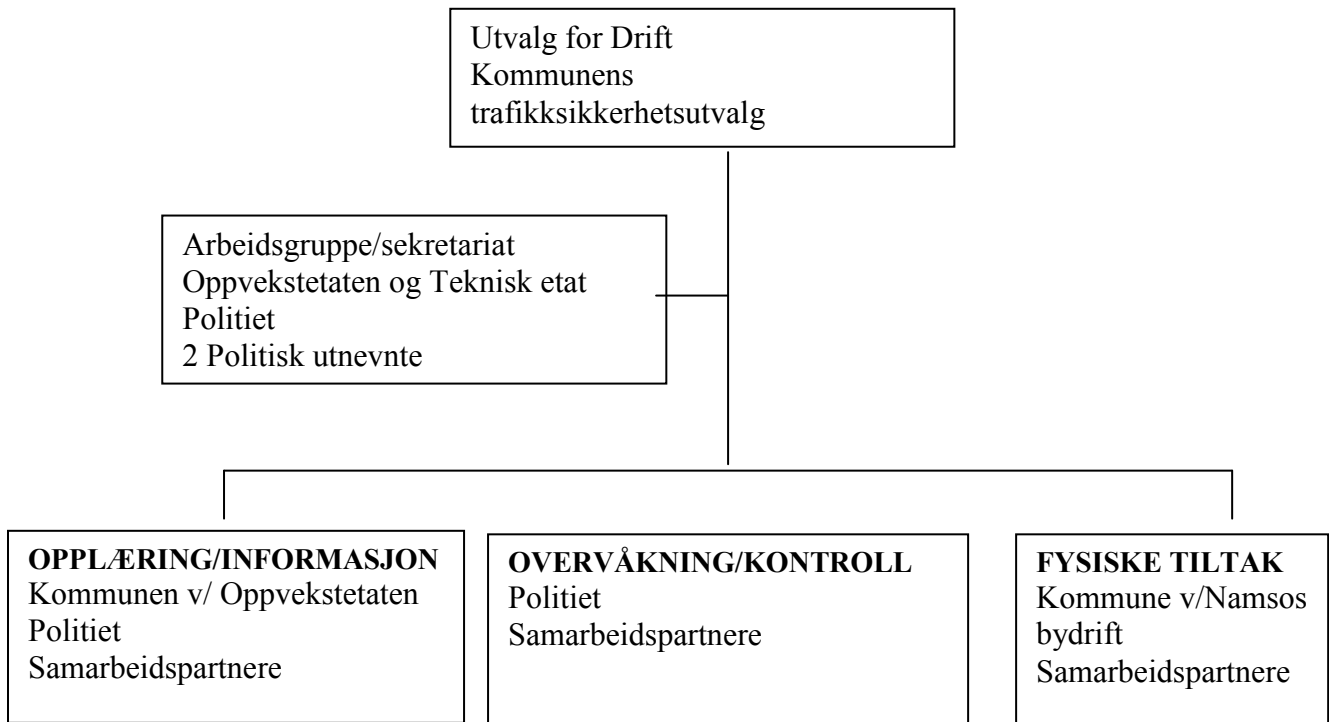 Utvalg for Drift
Kommunens
trafikksikkerhetsutvalg
Arbeidsgruppe/sekretariat
Oppvekstetaten og Teknisk etat
Politiet
2 Politisk utnevnte
OPPLÆRING/INFORMASJON
Kommunen v/ Oppvekstetaten
Politiet
Samarbeidspartnere
OVERVÅKNING/KONTROLL
Politiet
Samarbeidspartnere
FYSISKE TILTAK
Kommune v/Namsos
bydrift
Samarbeidspartnere